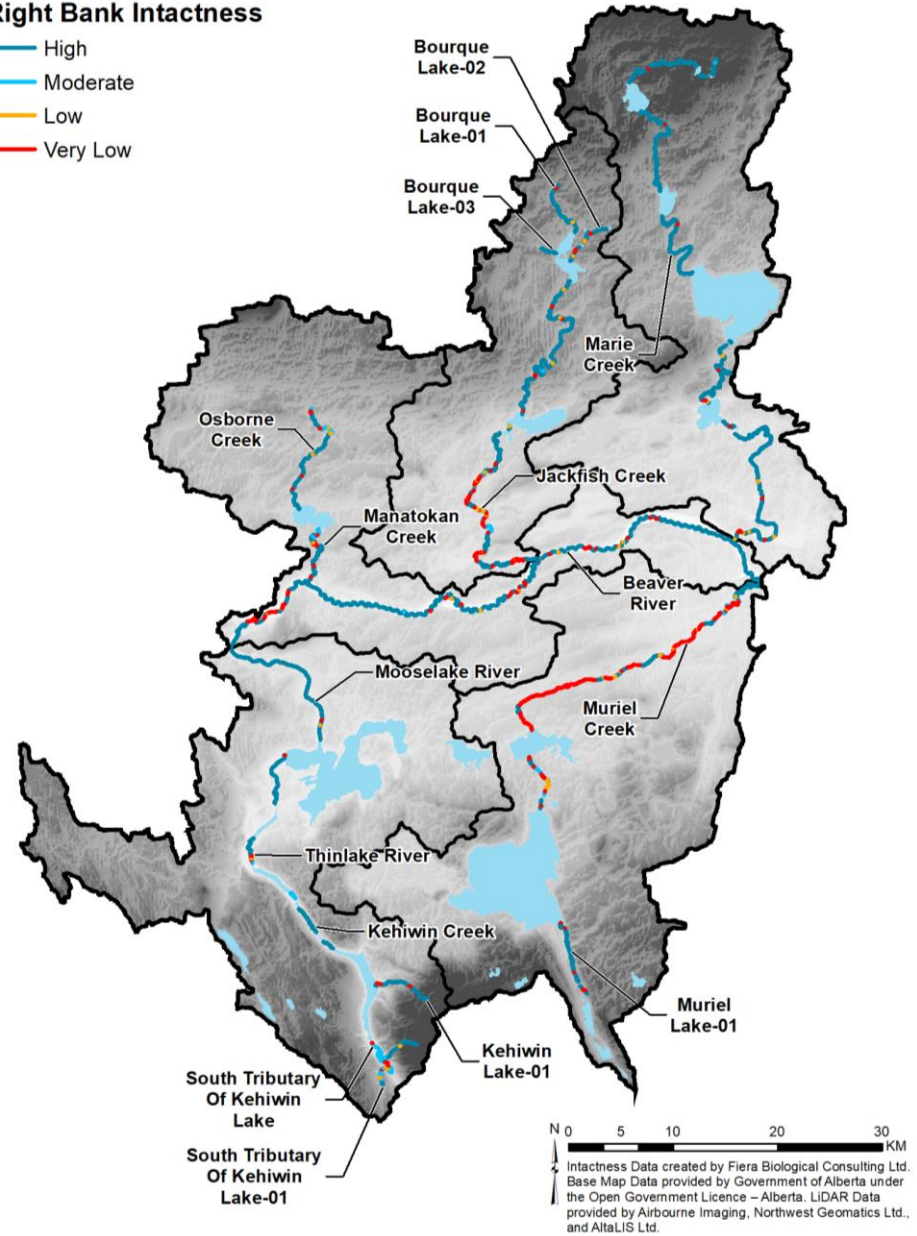 Right Bank Intactness
High
Moderate
Low
Very Low
Bourque
Lake-02
Bourque
Lake-01
Bourque
Lake-03
Marie
Creek
Osborne
Creek
Jackfish Creek
Manatokan
Creek
Beaver
River
Mooselake River
Muriel
Creek
Thinlake River
Kehiwin Creek
Muriel
Lake-01
Kehiwin
Lake-01
South Tributary
Of Kehiwin
Lake
South Tributary
Of Kehiwin
Lake-01
N 0 5 10 20 30
KM
Intactness Data created by Fiera Biological Consulting Ltd.
Base Map Data provided by Government of Alberta under
the Open Government Licence – Alberta. LiDAR Data
provided by Airbourne Imaging, Northwest Geomatics Ltd.,
and AltaLIS Ltd.